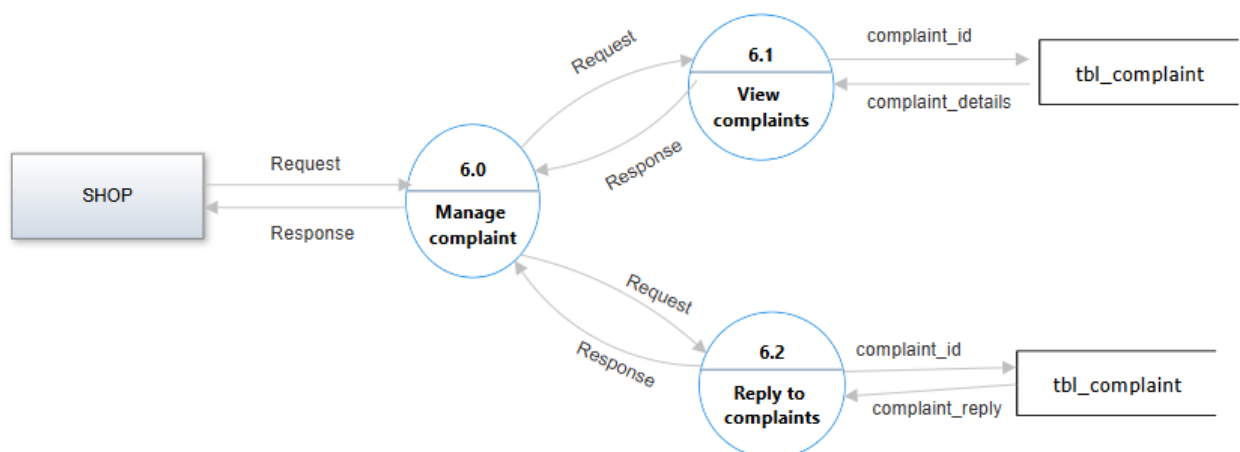 Request
6.1
View
complaints
complaint_id
complaint_details
tbl_complaint
Response
SHOP
Request
Response
6.0
Manage
complaint
Request
Response
6.2
Reply to
complaints
complaint_id
complaint_reply
tbl_complaint